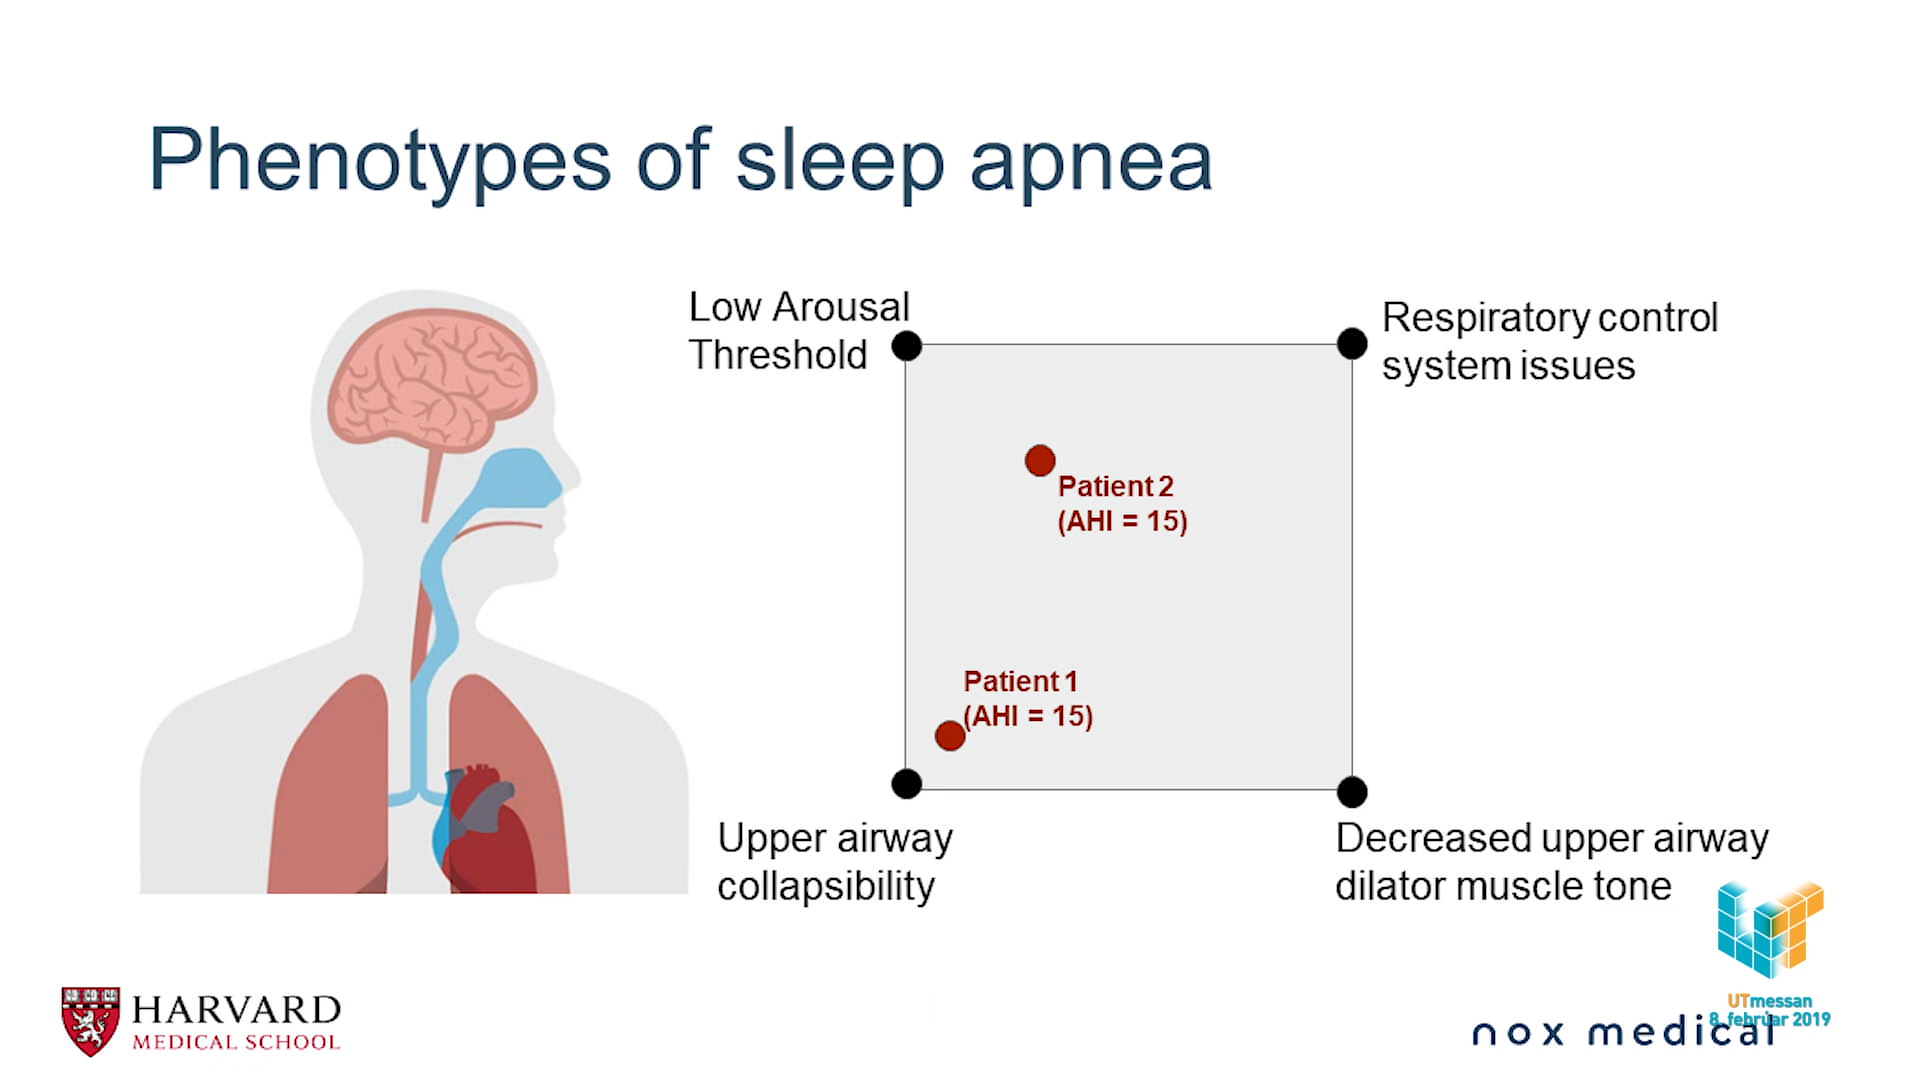 Phenotypes of sleep apnea
Low Arousal
Threshold
Respiratory control
system issues
Patient 2
(AHI = 15)
Patient 1
(AHI = 15)
Upper airway
collapsibility
Decreased upper airway
dilator muscle tone
HARVARD
MEDICAL SCHOOL
UTmessan
8. febrúar 2019
nox medical